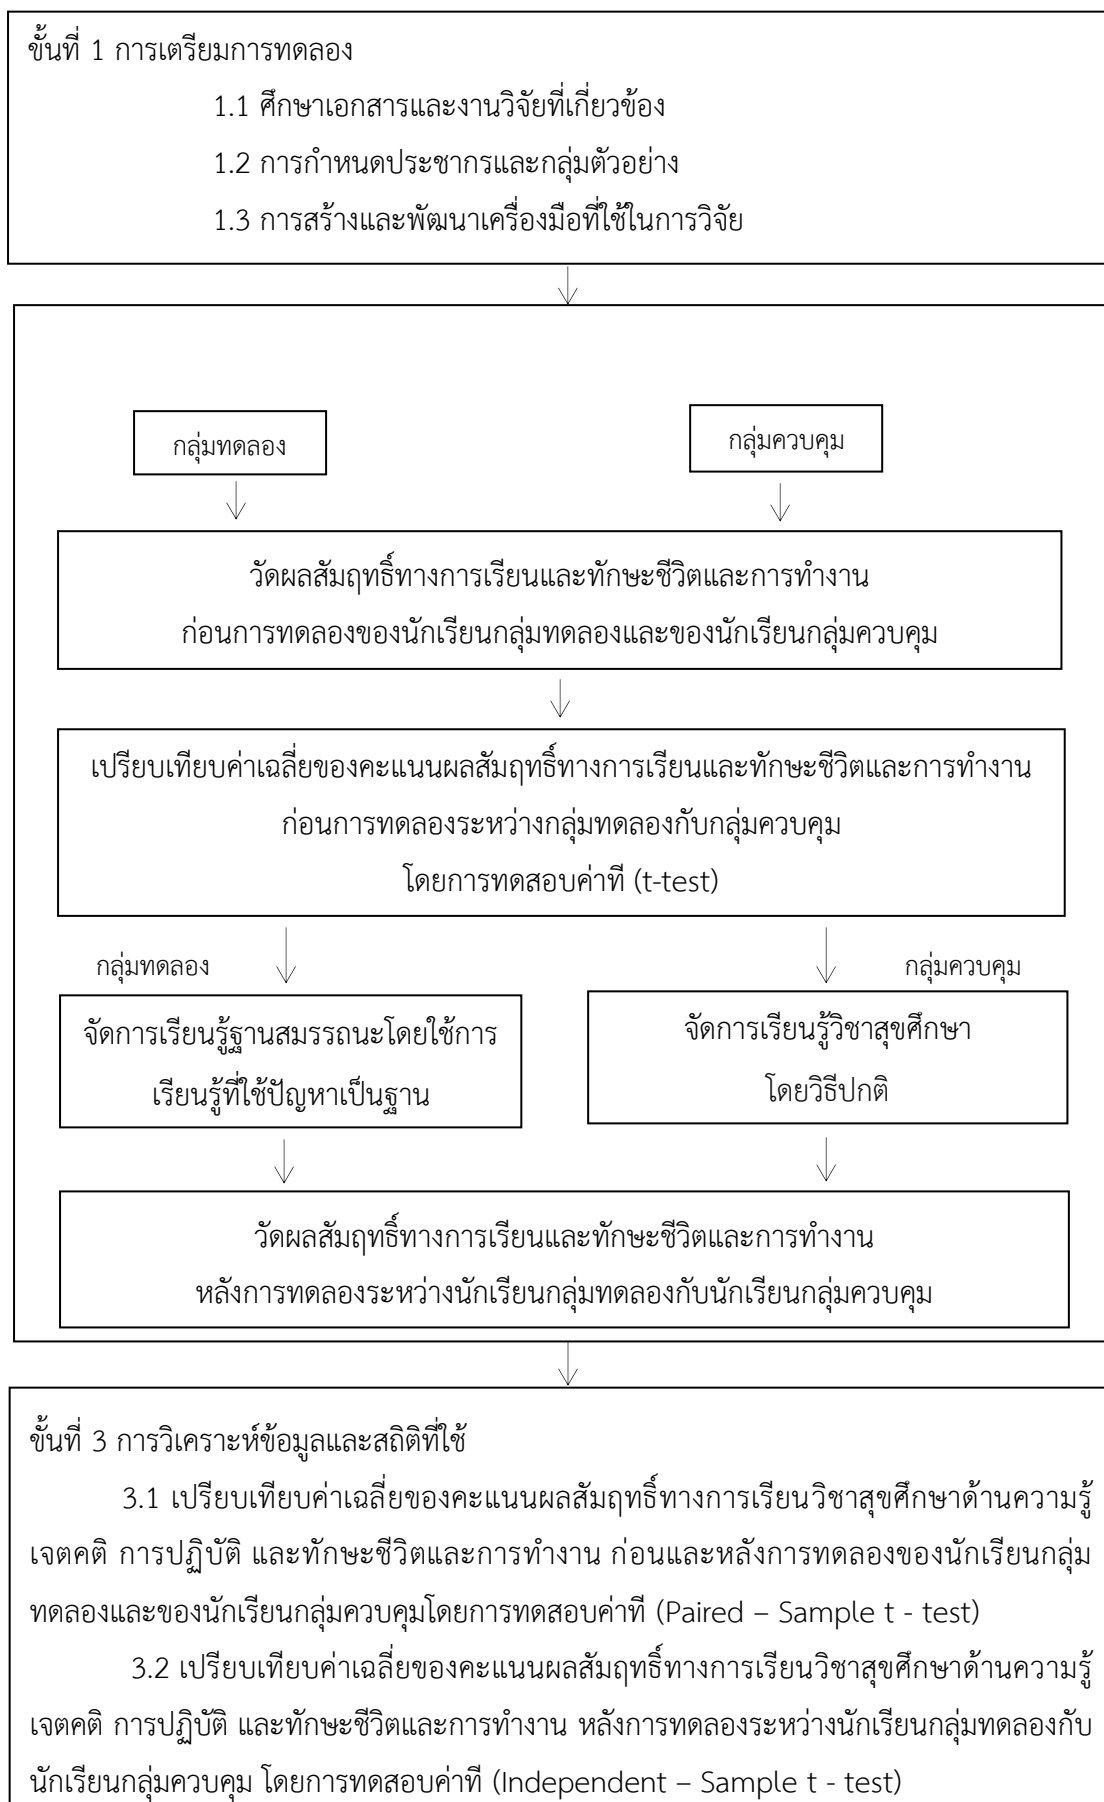 ขั้นที่ 1 การเตรียมการทดลอง
1.1 ศึกษาเอกสารและงานวิจัยที่เกี่ยวข้อง
1.2 การกำหนดประชากรและกลุ่มตัวอย่าง
1.3 การสร้างและพัฒนาเครื่องมือที่ใช้ในการวิจัย
กลุ่มทดลอง
กลุ่มควบคุม
วัดผลสัมฤทธิ์ทางการเรียนและทักษะชีวิตและการทำงาน
ก่อนการทดลองของนักเรียนกลุ่มทดลองและของนักเรียนกลุ่มควบคุม
เปรียบเทียบค่าเฉลี่ยของคะแนนผลสัมฤทธิ์ทางการเรียนและทักษะชีวิตและการทำงาน
ก่อนการทดลองระหว่างกลุ่มทดลองกับกลุ่มควบคุม
โดยการทดสอบค่าที (t-test)
กลุ่มทดลอง
กลุ่มควบคุม
จัดการเรียนรู้ฐานสมรรถนะโดยใช้การ
เรียนรู้ที่ใช้ปัญหาเป็นฐาน
จัดการเรียนรู้วิชาสุขศึกษา
โดยวิธีปกติ
วัดผลสัมฤทธิ์ทางการเรียนและทักษะชีวิตและการทำงาน
หลังการทดลองระหว่างนักเรียนกลุ่มทดลองกับนักเรียนกลุ่มควบคุม
ขั้นที่ 3 การวิเคราะห์ข้อมูลและสถิติที่ใช้
3.1 เปรียบเทียบค่าเฉลี่ยของคะแนนผลสัมฤทธิ์ทางการเรียนวิชาสุขศึกษาด้านความรู้
เจตคติ การปฏิบัติ และทักษะชีวิตและการทำงาน ก่อนและหลังการทดลองของนักเรียนกลุ่ม
ทดลองและของนักเรียนกลุ่มควบคุมโดยการทดสอบค่าที (Paired – Sample t - test)
3.2 เปรียบเทียบค่าเฉลี่ยของคะแนนผลสัมฤทธิ์ทางการเรียนวิชาสุขศึกษาด้านความรู้
เจตคติ การปฏิบัติ และทักษะชีวิตและการทำงาน หลังการทดลองระหว่างนักเรียนกลุ่มทดลองกับ
นักเรียนกลุ่มควบคุม โดยการทดสอบค่าที (Independent – Sample t - test)